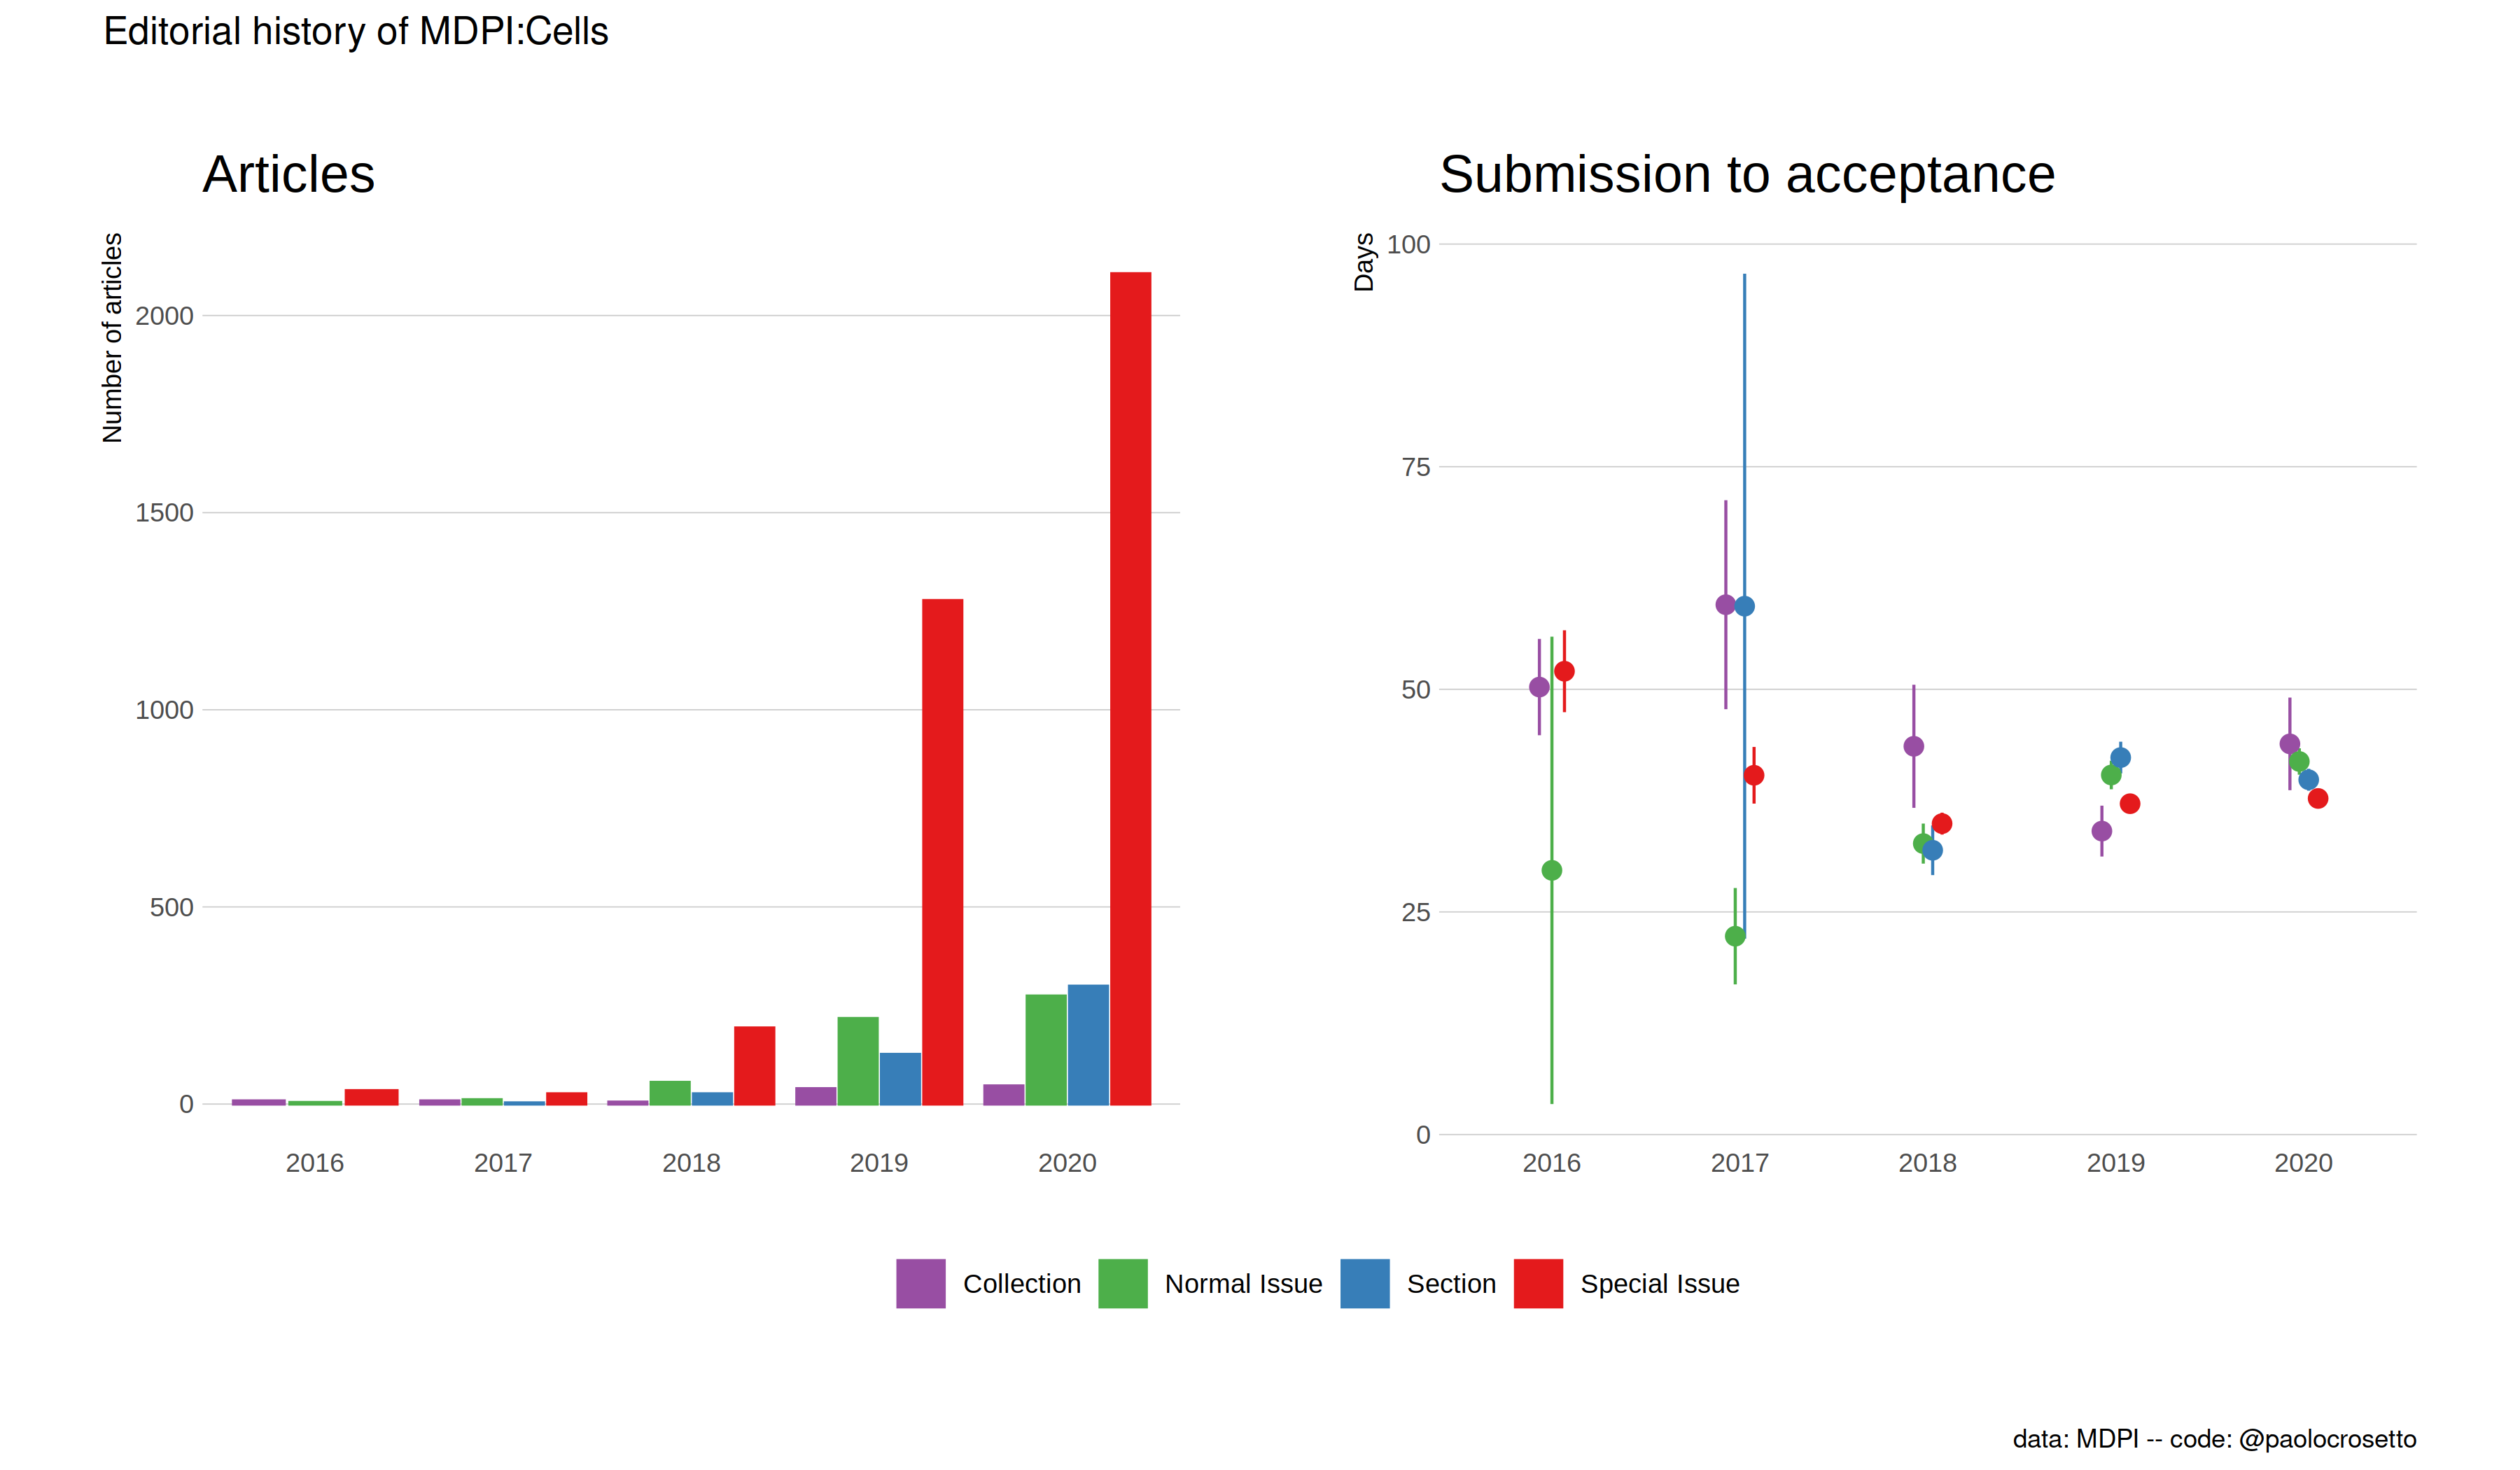 Editorial history of MDPI:Cells
Articles
Number of articles
2000
1500
1000
500
0
2016 2017 2018 2019 2020
Submission to acceptance
Days
100
75
50
25
0
2016 2017 2018 2019 2020
Collection Normal Issue Section Special Issue
data: MDPI -- code: @paolocrosetto